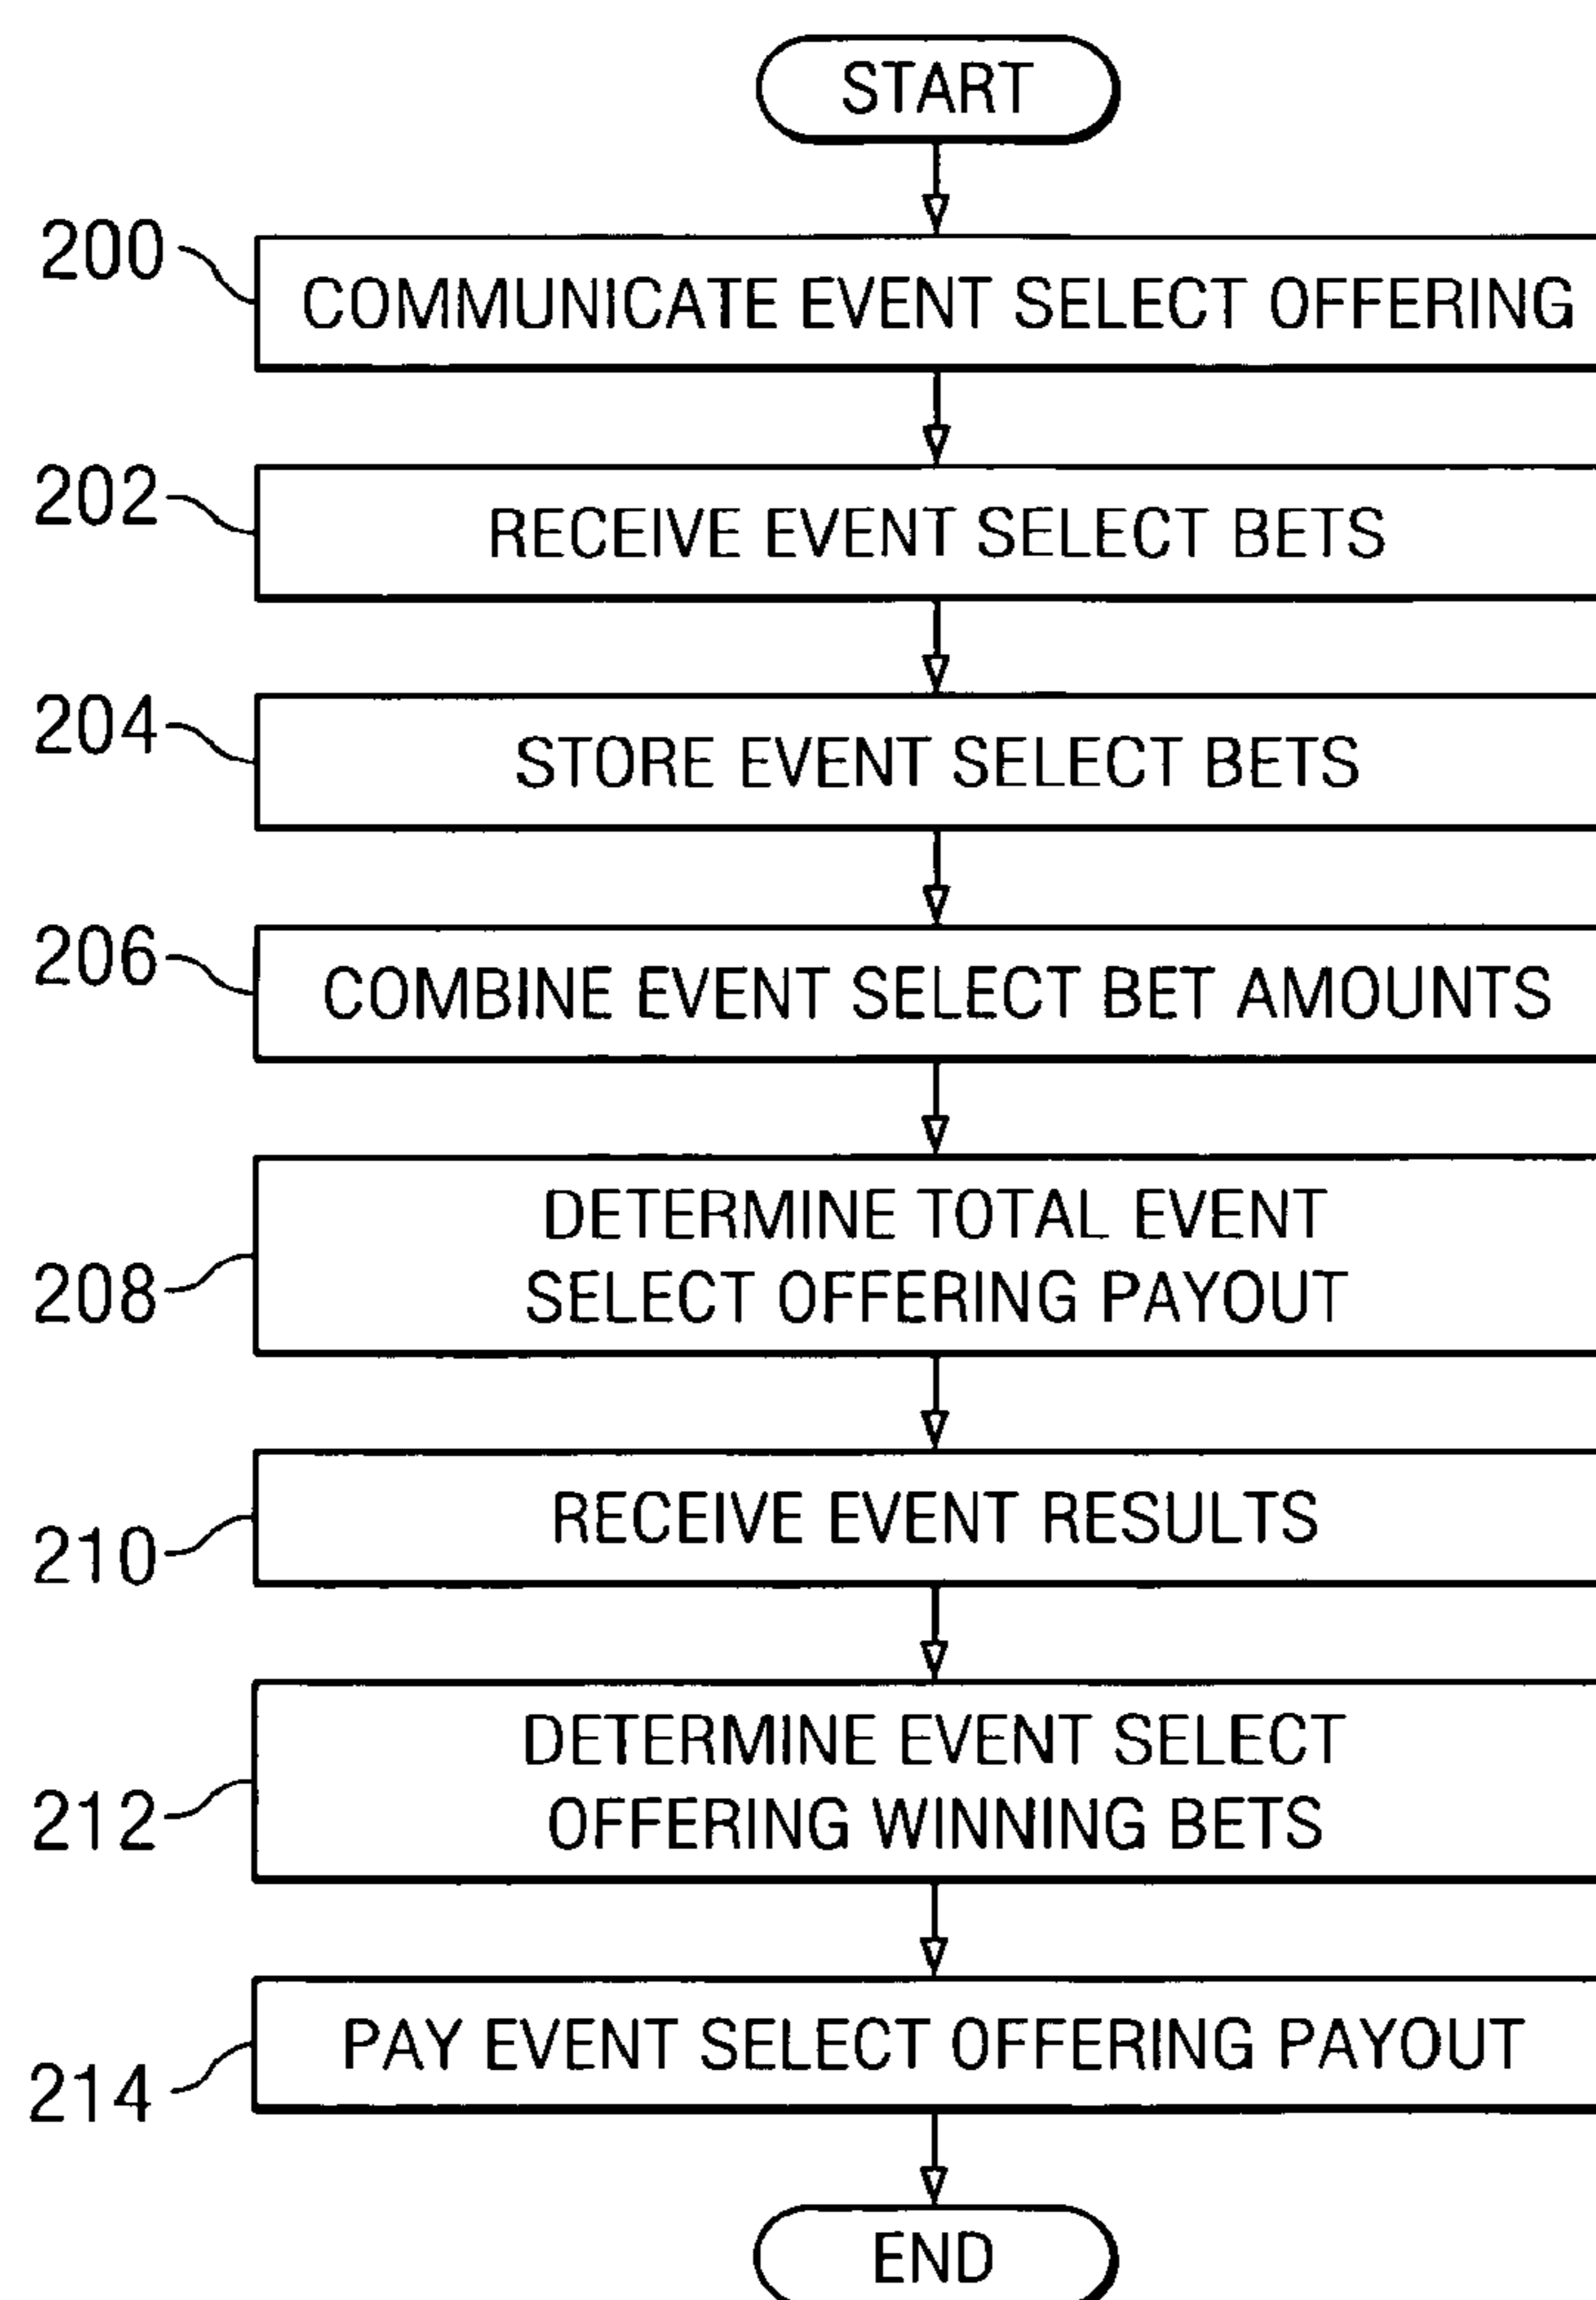 START
200
COMMUNICATE EVENT SELECT OFFERING
202
RECEIVE EVENT SELECT BETS
204
STORE EVENT SELECT BETS
206
COMBINE EVENT SELECT BET AMOUNTS
208
DETERMINE TOTAL EVENT
SELECT OFFERING PAYOUT
210
RECEIVE EVENT RESULTS
212
DETERMINE EVENT SELECT
OFFERING WINNING BETS
214
PAY EVENT SELECT OFFERING PAYOUT
END